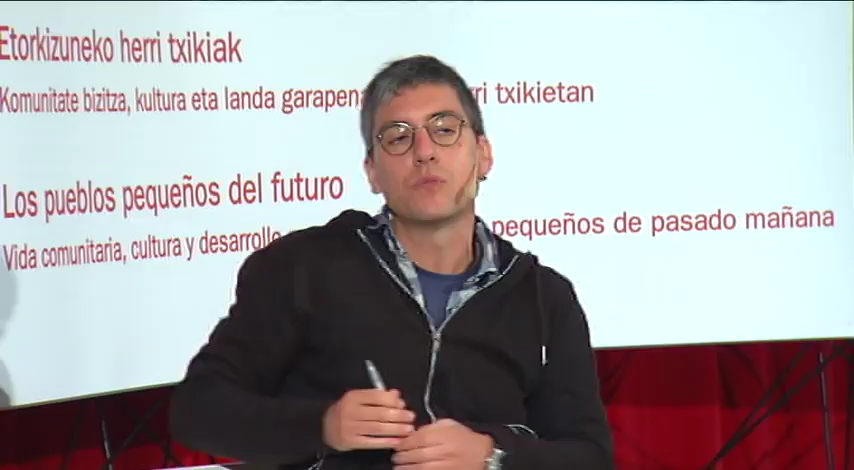 Etorkizuneko herri txikiak
Komunitate bizitza, kultura eta landa garapena rri txikietan
Los pueblos pequeños del futuro
Vida comunitaria, cultura y desarrollo pequeños de pasado mañana